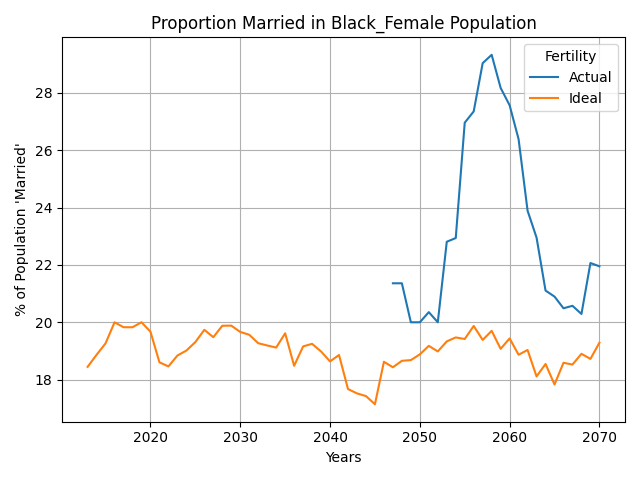 Proportion Married in Black_Female Population
Fertility
Actual
Ideal
% of Population 'Married'
28
26
24
22
20
18
2020
2030
2040
2050
2060
2070
Years